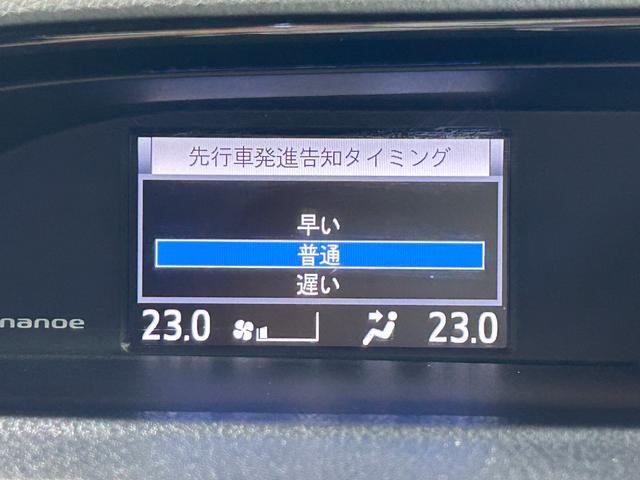 先行車発進告知タイミング
早い
普通
遅い
nanoe
23.0 23.0